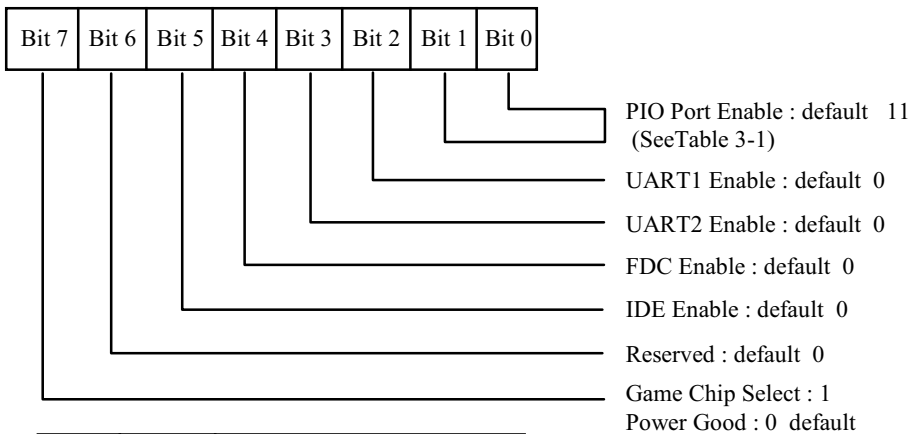 Bit 7 Bit 6 Bit 5 Bit 4 Bit 3 Bit 2 Bit 1 Bit 0
PIO Port Enable : default 11
(SeeTable 3-1)
UART1 Enable : default 0
UART2 Enable : default 0
FDC Enable : default 0
IDE Enable : default 0
Reserved : default 0
Game Chip Select : 1
Power Good : 0 default